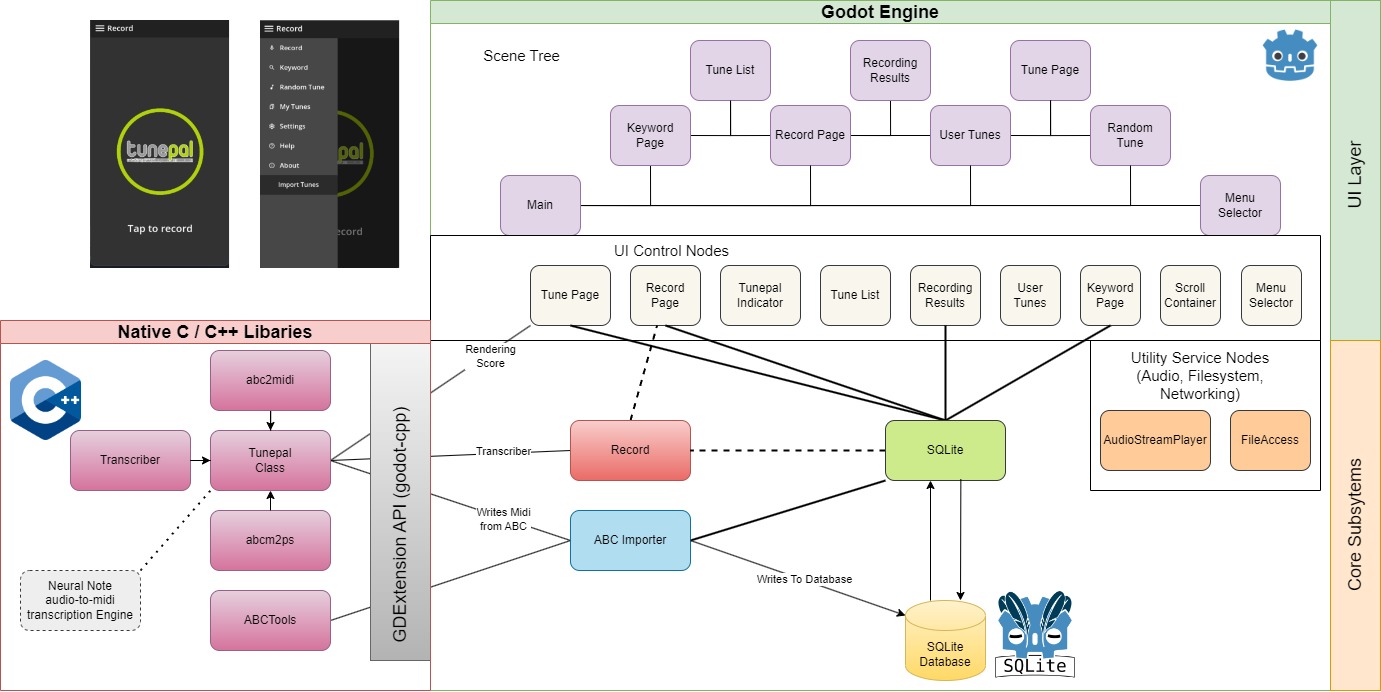 Record
tunepal
Tap to record
Record
Record
Keyword
Random Tune
My Tunes
Settings
Help
About
Import Tunes
pal
ecord
Godot Engine
Scene Tree
Tune List
Recording
Results
Tune Page
Keyword
Page
Record Page
User Tunes
Random
Tune
Main
Menu
Selector
UI Layer
UI Control Nodes
Tune Page
Record
Page
Tunepal
Indicator
Tune List
Recording
Results
User
Tunes
Keyword
Page
Scroll
Container
Menu
Selector
Native C / C++ Libaries
C++
abc2midi
Transcriber
Tunepal
Class
abcm2ps
Neural Note
audio-to-midi
transcription Engine
ABCTools
GDExtension API (godot-cpp)
Rendering
Score
Transcriber
Writes Midi
from ABC
Record
ABC Importer
SQLite
Writes To Database
SQLite
Database
SQLite
Utility Service Nodes
(Audio, Filesystem,
Networking)
AudioStreamPlayer
FileAccess
Core Subsytems